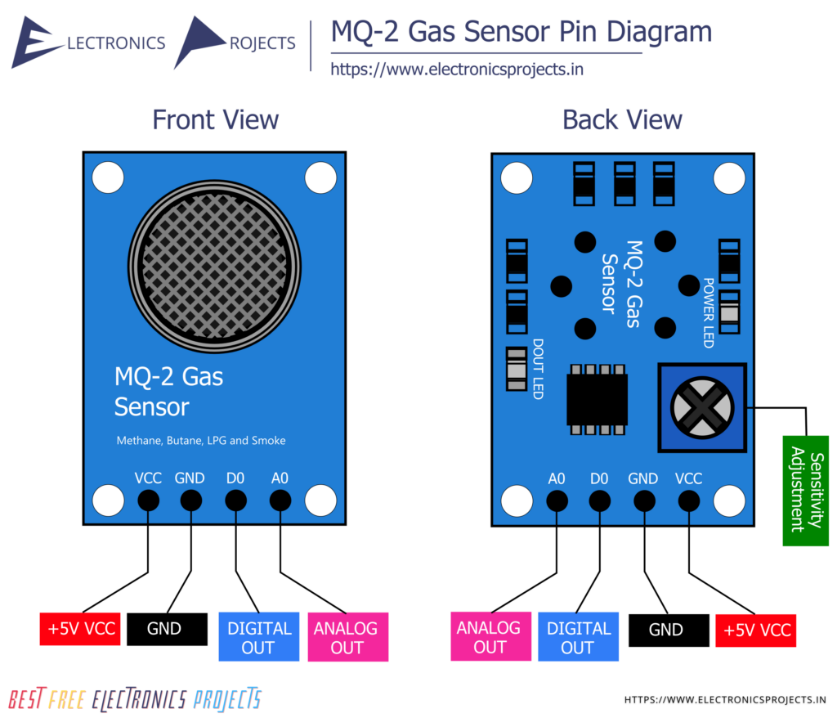 ELECTRONICS PROJECTS
MQ-2 Gas Sensor Pin Diagram
https://www.electronicsprojects.in
Front View
MQ-2 Gas
Sensor
Methane, Butane, LPG and Smoke
VCC GND D0 A0
+5V VCC
GND
DIGITAL
OUT
ANALOG
OUT
Back View
MQ-2 Gas
Sensor
POWER LED
DOUT LED
Sensitivity
Adjustment
A0 D0 GND VCC
ANALOG
OUT
DIGITAL
OUT
GND
+5V VCC
BEST FREE ELECTRONICS PROJECTS
HTTPS://WWW.ELECTRONICSPROJECTS.IN